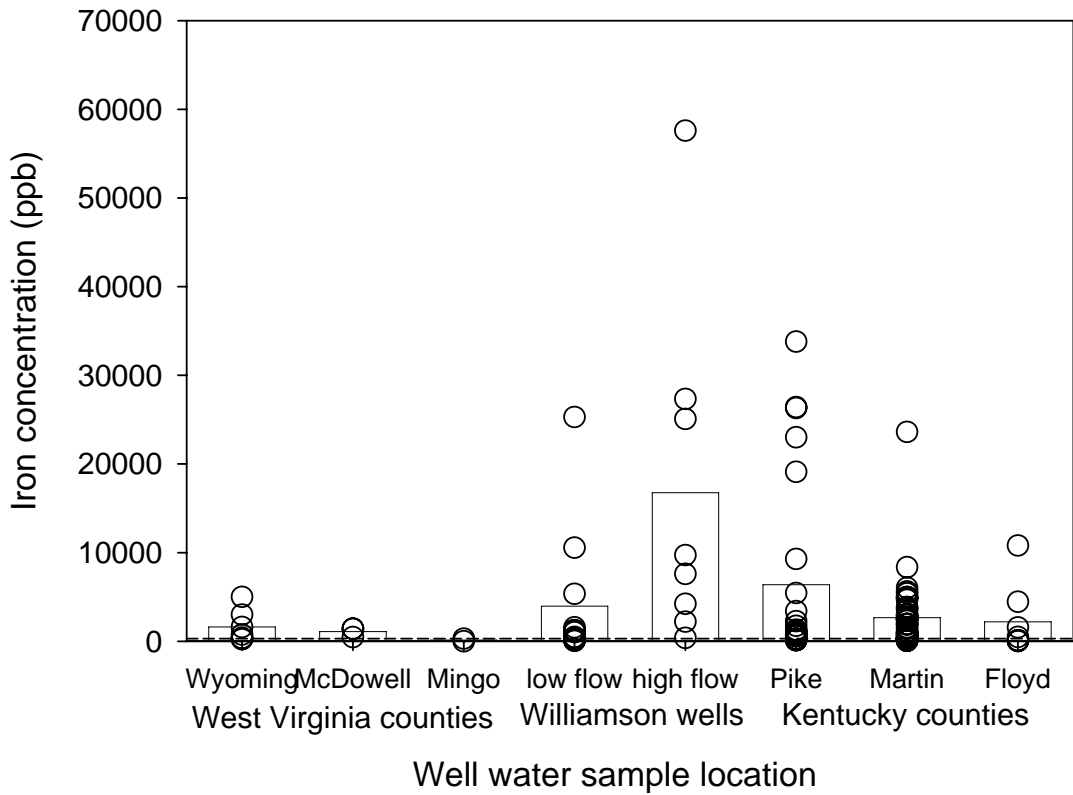 70000
60000
50000
40000
30000
20000
10000
0
Iron concentration (ppb)
Wyoming McDowell Mingo low flow high flow Pike Martin Floyd
West Virginia counties Williamson wells Kentucky counties
Well water sample location